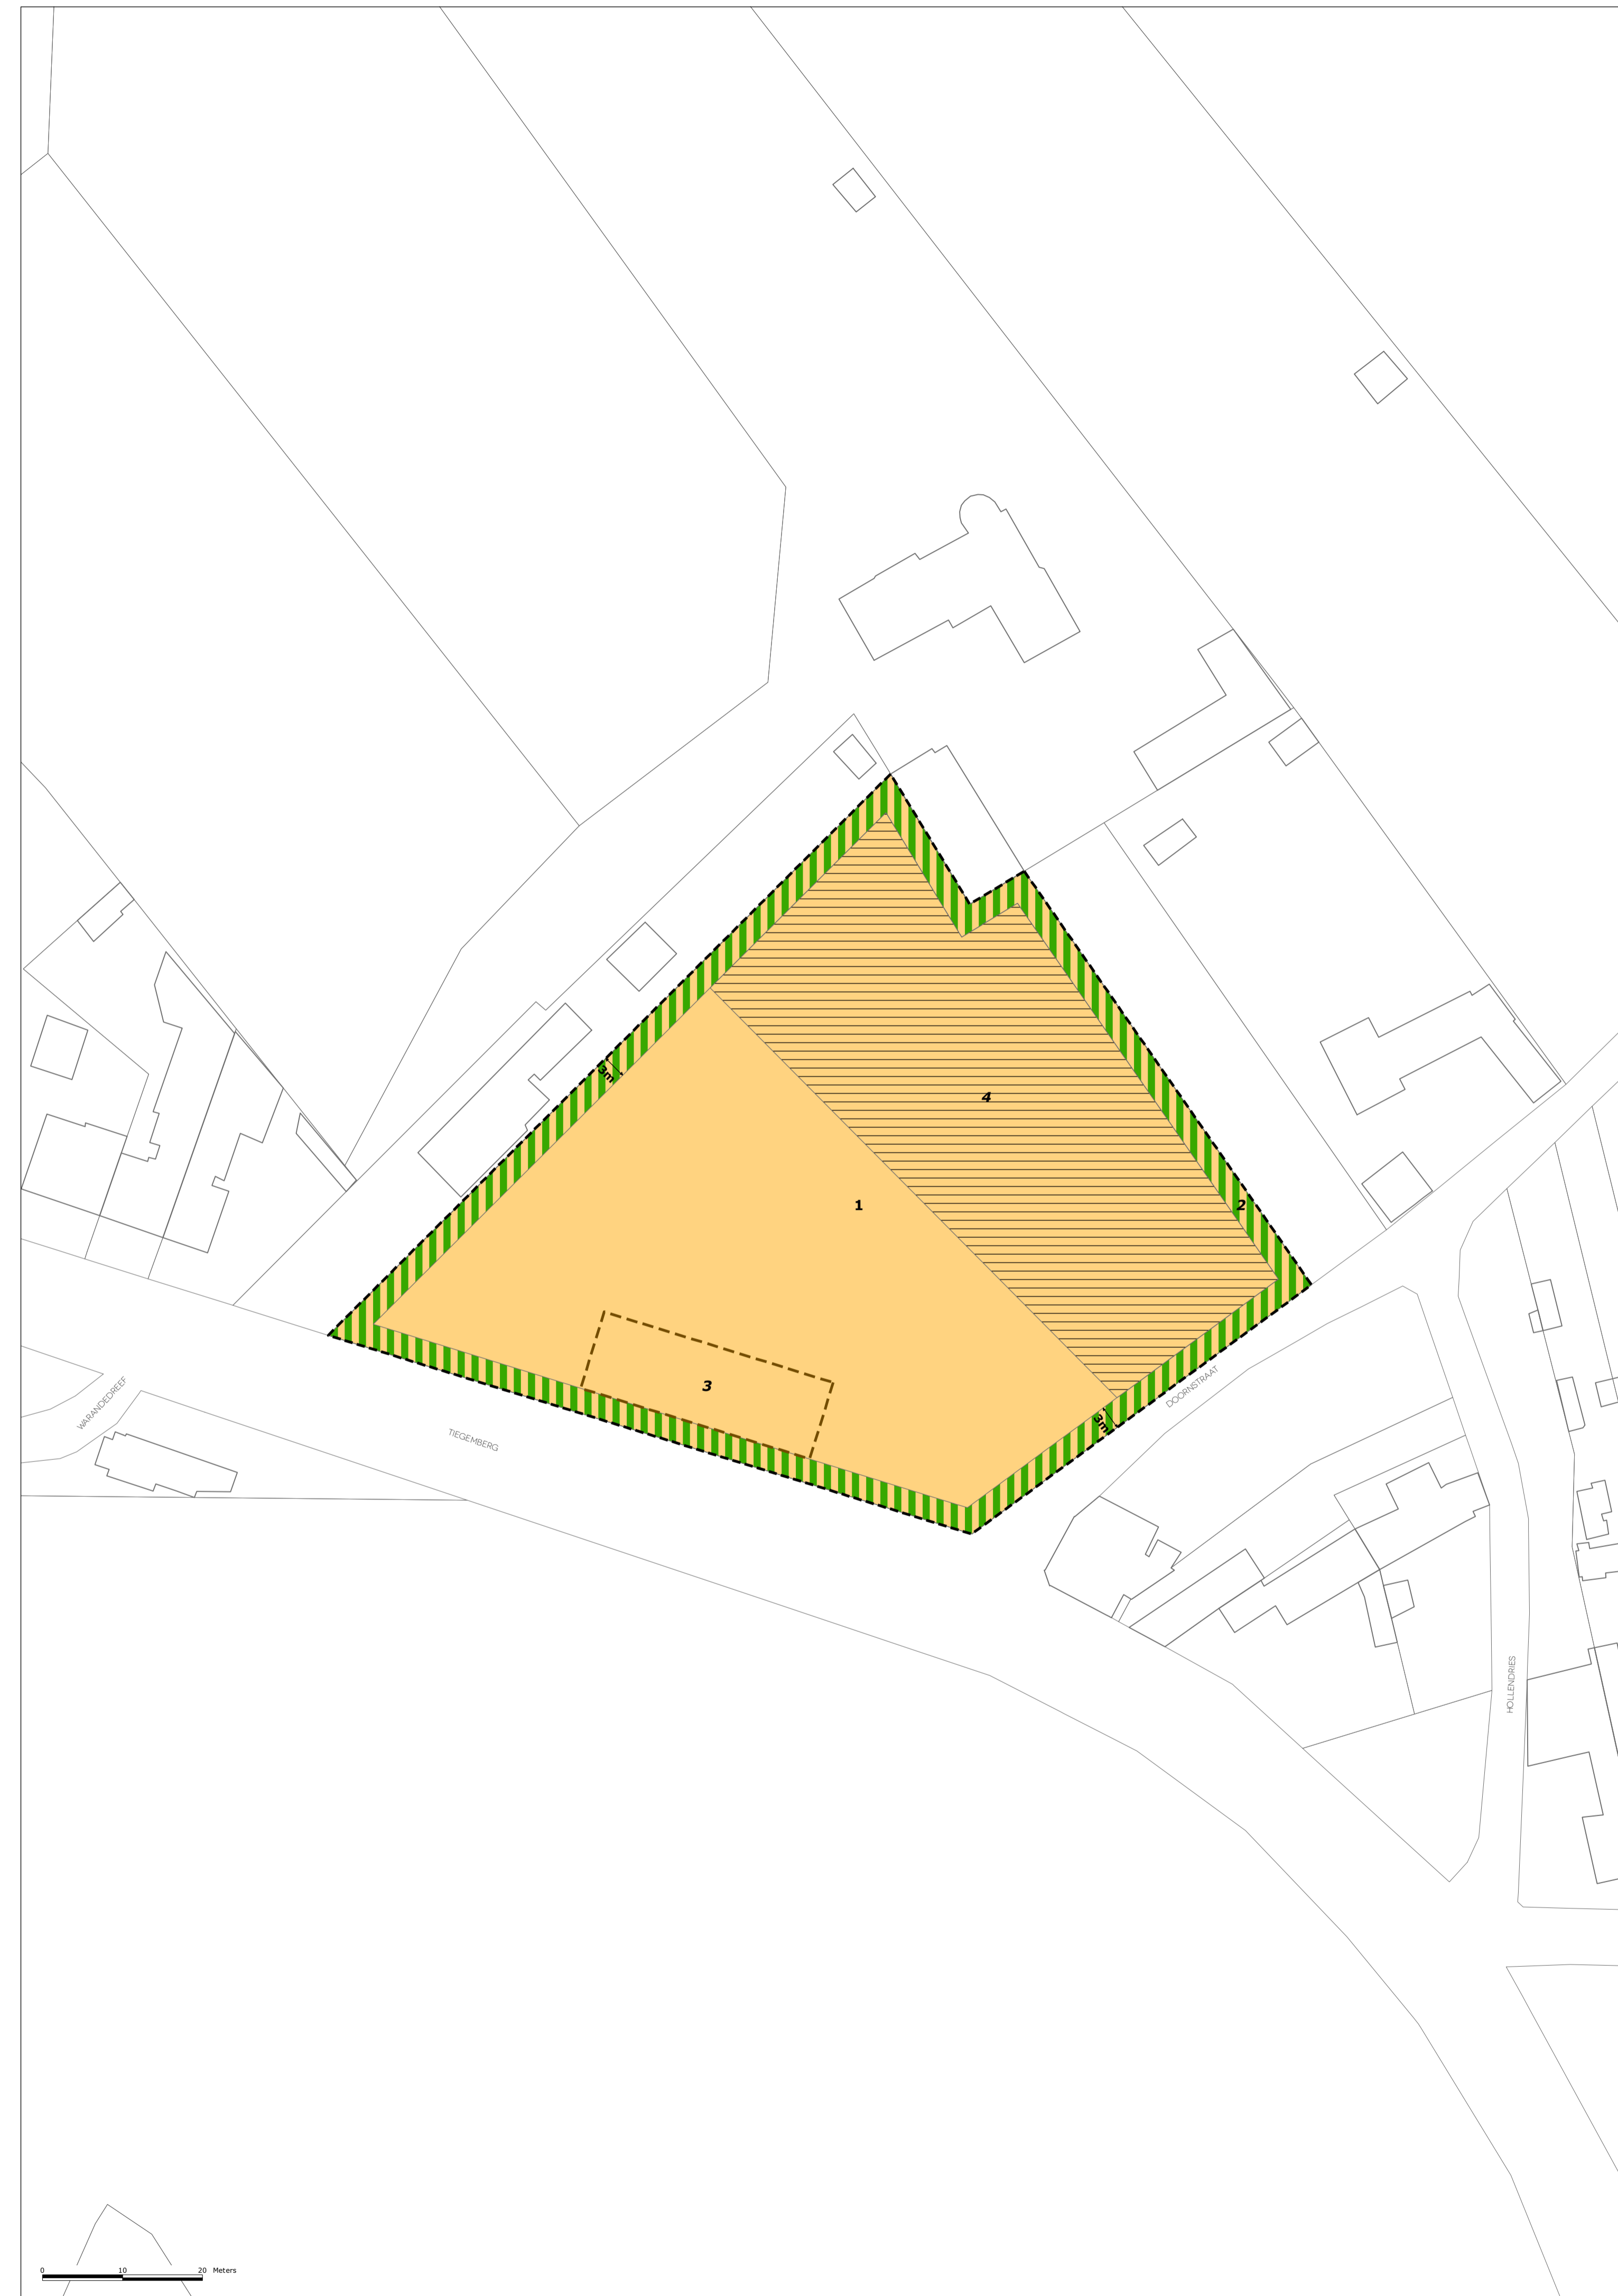 3m
4
1
2
3
3m
DOORNSTRAAT
WARANDEDREEF
TIEGEMBERG
HOLLENDRIES
0 10 20 Meters